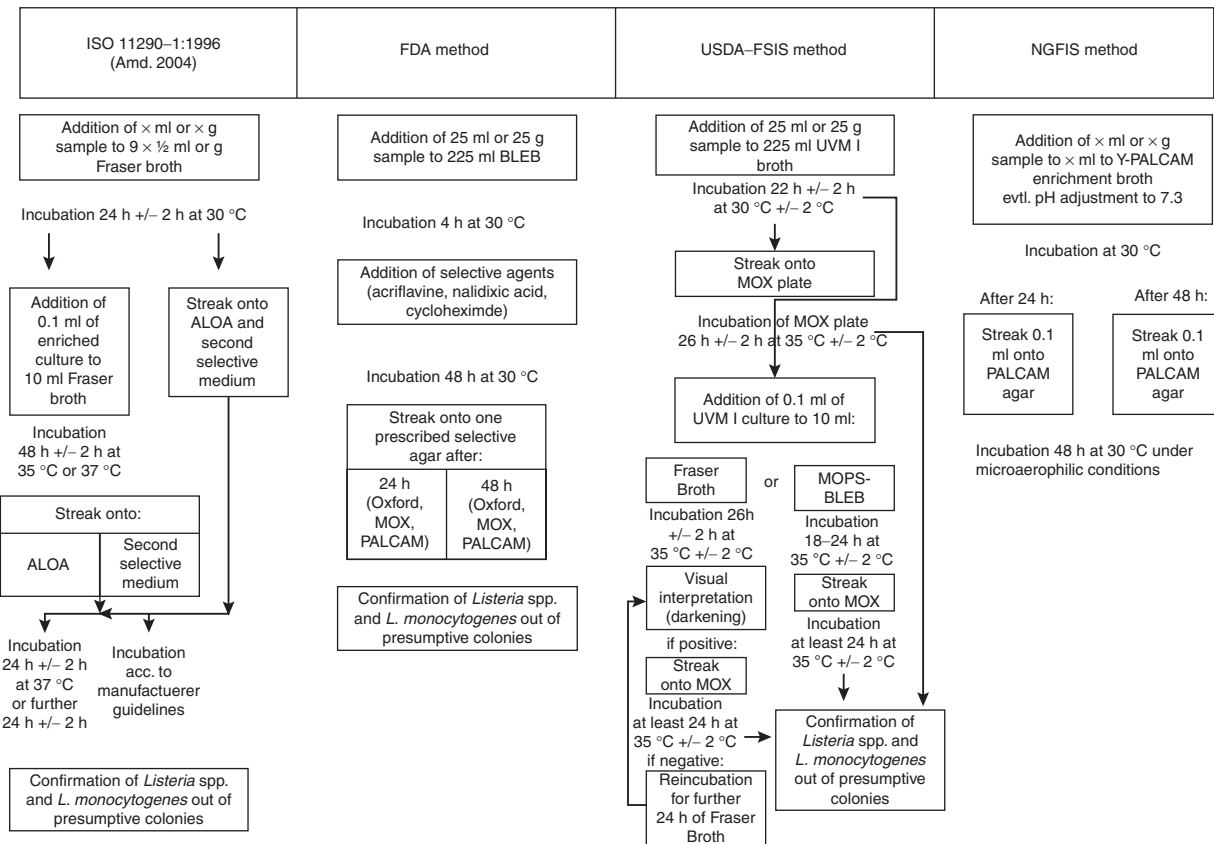 ISO 11290–1:1996
(Amd. 2004)
FDA method
USDA–FSIS method
NGFIS method
Addition of × ml or × g
sample to 9 × ½ ml or g
Fraser broth
Incubation 24 h +/– 2 h at 30 °C
Addition of
0.1 ml of
enriched
culture to
10 ml Fraser
broth
Streak onto
ALOA and
second
selective
medium
Incubation
48 h +/– 2 h at
35 °C or 37 °C
Streak onto:
ALOA
Second
selective
medium
Incubation
24 h +/– 2 h
at 37 °C
or further
24 h +/– 2 h
Incubation
acc. to
manufactuerer
guidelines
Confirmation of Listeria spp.
and L. monocytogenes out of
presumptive colonies
Addition of 25 ml or 25 g
sample to 225 ml BLEB
Incubation 4 h at 30 °C
Addition of selective agents
(acriflavine, nalidixic acid,
cycloheximde)
Incubation 48 h at 30 °C
Streak onto one
prescribed selective
agar after:
24 h
(Oxford,
MOX,
PALCAM)
48 h
(Oxford,
MOX,
PALCAM)
Confirmation of Listeria spp.
and L. monocytogenes out of
presumptive colonies
Addition of 25 ml or 25 g
sample to 225 ml UVM I
broth
Incubation 22 h +/– 2 h
at 30 °C +/– 2 °C
Streak onto
MOX plate
Incubation of MOX plate
26 h +/– 2 h at 35 °C +/– 2 °C
Addition of 0.1 ml of
UVM I culture to 10 ml:
Fraser
Broth
or
MOPS-
BLEB
Incubation 26h
+/– 2 h at
35 °C +/– 2 °C
Visual
interpretation
(darkening)
if positive:
Streak
onto MOX
Incubation
at least 24 h at
35 °C +/– 2 °C
if negative:
Reincubation
for further
24 h of Fraser
Broth
Incubation
18–24 h at
35 °C +/– 2 °C
Streak
onto MOX
Incubation
at least 24 h at
35 °C +/– 2 °C
Confirmation of
Listeria spp. and
L. monocytogenes
out of presumptive
colonies
Addition of × ml or × g
sample to × ml to Y-PALCAM
enrichment broth
evtl. pH adjustment to 7.3
Incubation at 30 °C
After 24 h:
Streak 0.1
ml onto
PALCAM
agar
After 48 h:
Streak 0.1
ml onto
PALCAM
agar
Incubation 48 h at 30 °C under
microaerophilic conditions